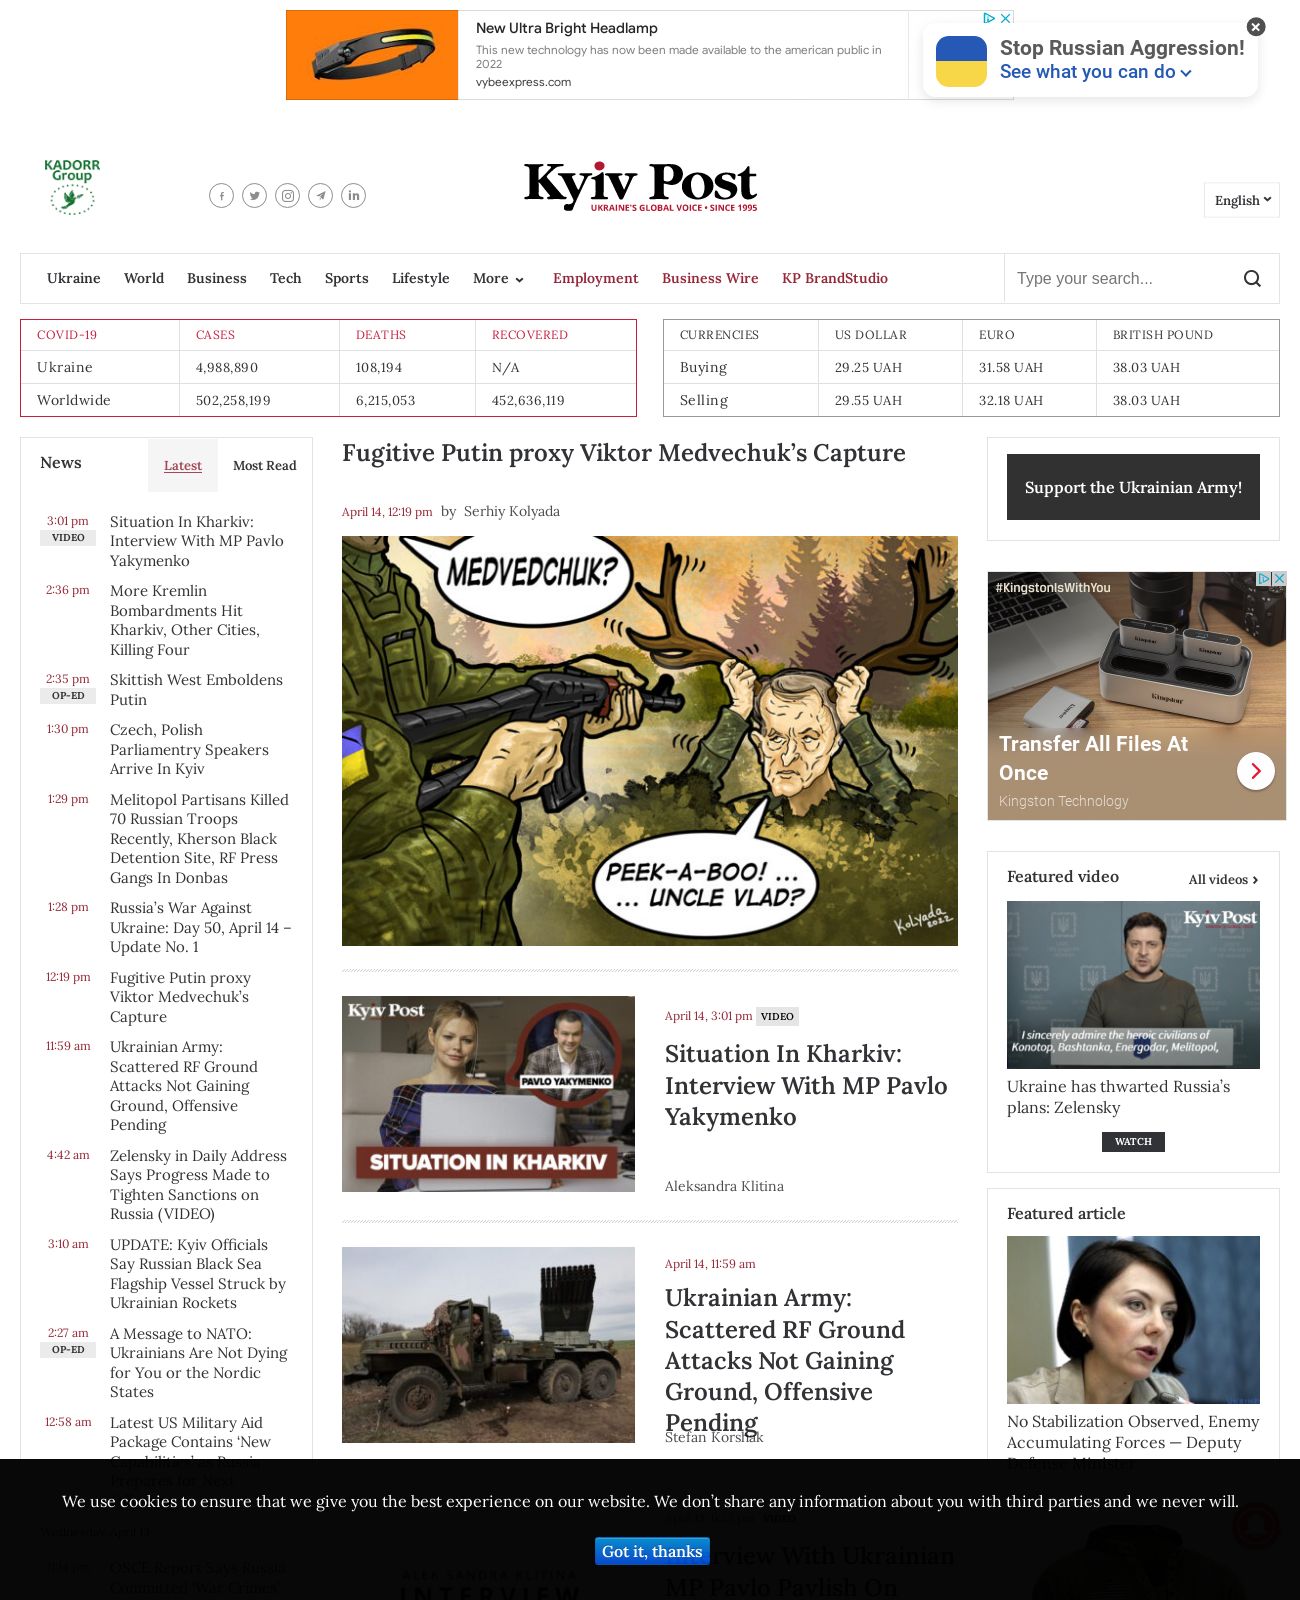 New Ultra Bright Headlamp
This new technology has now been made available to the american public in
2022
vybeexpress.com
Stop Russian Aggression!
See what you can do
KADORR
Group
Kyiv Post
UKRAINE'S GLOBAL VOICE • SINCE 1995
English
Ukraine World Business Tech Sports Lifestyle More Employment Business Wire KP BrandStudio
Type your search...
COVID-19 CASES DEATHS RECOVERED
Ukraine 4,988,890 108,194 N/A
Worldwide 502,258,199 6,215,053 452,636,119
CURRENCIES US DOLLAR EURO BRITISH POUND
Buying 29.25 UAH 31.58 UAH 38.03 UAH
Selling 29.55 UAH 32.18 UAH 38.03 UAH
News Latest Most Read
3:01 pm
VIDEO
Situation In Kharkiv:
Interview With MP Pavlo
Yakymenko
2:36 pm
More Kremlin
Bombardments Hit
Kharkiv, Other Cities,
Killing Four
2:35 pm
OP-ED
Skittish West Emboldens
Putin
1:30 pm
Czech, Polish
Parliamentry Speakers
Arrive In Kyiv
1:29 pm
Melitopol Partisans Killed
70 Russian Troops
Recently, Kherson Black
Detention Site, RF Press
Gangs In Donbas
1:28 pm
Russia’s War Against
Ukraine: Day 50, April 14 –
Update No. 1
12:19 pm
Fugitive Putin proxy
Viktor Medvechuk’s
Capture
11:59 am
Ukrainian Army:
Scattered RF Ground
Attacks Not Gaining
Ground, Offensive
Pending
4:42 am
Zelensky in Daily Address
Says Progress Made to
Tighten Sanctions on
Russia (VIDEO)
3:10 am
UPDATE: Kyiv Officials
Say Russian Black Sea
Flagship Vessel Struck by
Ukrainian Rockets
2:27 am
OP-ED
A Message to NATO:
Ukrainians Are Not Dying
for You or the Nordic
States
12:58 am
Latest US Military Aid
Package Contains ‘New
Fugitive Putin proxy Viktor Medvechuk’s Capture
April 14, 12:19 pm by Serhiy Kolyada
MEDVEDCHUK?
PEEK-A-BOO! ...
... UNCLE VLAD?
Kolyada
2022
Kyiv Post
PAVLO YAKYMENKO
SITUATION IN KHARKIV
April 14, 3:01 pm VIDEO
Situation In Kharkiv:
Interview With MP Pavlo
Yakymenko
Aleksandra Klitina
April 14, 11:59 am
Ukrainian Army:
Scattered RF Ground
Attacks Not Gaining
Ground, Offensive
Pending
Stefan Korshak
Interview With Ukrainian
MP Pavlo Pavlish On
ALEKSANDRA KLITINA
INTERVIEW
Support the Ukrainian Army!
#KingstonIsWithYou
Kingston
Kingston
Kingston
Kingston
Transfer All Files At
Once
Kingston Technology
Featured video All videos
Kyiv Post
I sincerely admire the heroic civilians of
Konotop, Bashtanka, Energodar, Melitopol,
Ukraine has thwarted Russia’s
plans: Zelensky
WATCH
Featured article
No Stabilization Observed, Enemy
Accumulating Forces — Deputy
We use cookies to ensure that we give you the best experience on our website. We don’t share any information about you with third parties and we never will.
Got it, thanks